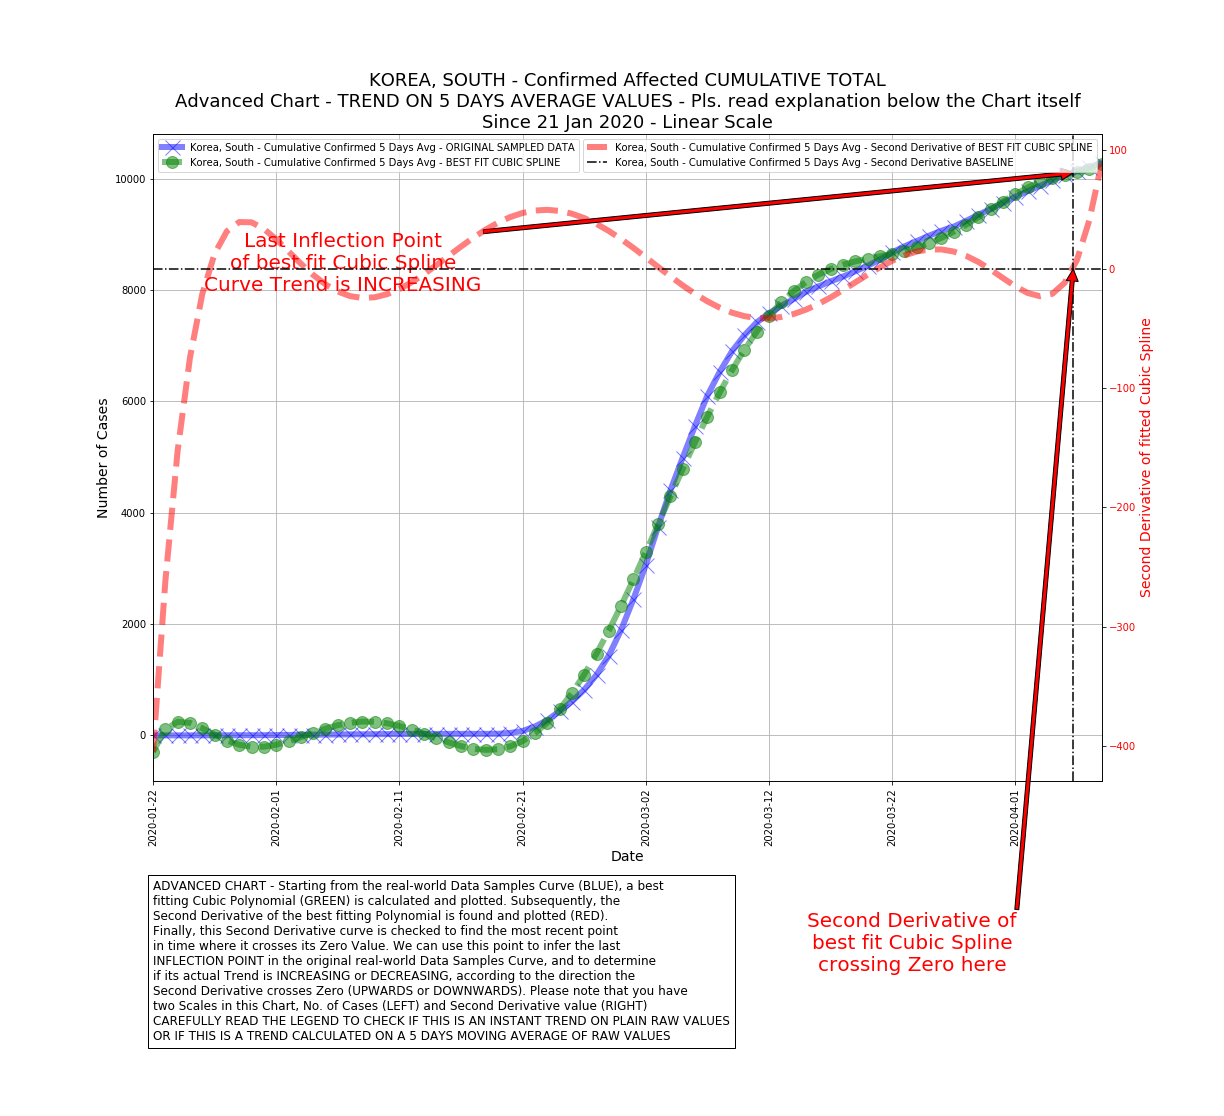 KOREA, SOUTH - Confirmed Affected CUMULATIVE TOTAL
Advanced Chart - TREND ON 5 DAYS AVERAGE VALUES - Pls. read explanation below the Chart itself
Since 21 Jan 2020 - Linear Scale
Korea, South - Cumulative Confirmed 5 Days Avg - ORIGINAL SAMPLED DATA
Korea, South - Cumulative Confirmed 5 Days Avg - BEST FIT CUBIC SPLINE
Korea, South - Cumulative Confirmed 5 Days Avg - Second Derivative of BEST FIT CUBIC SPLINE
Korea, South - Cumulative Confirmed 5 Days Avg - Second Derivative BASELINE
Last Inflection Point
of best fit Cubic Spline
Curve Trend is INCREASING
Number of Cases
10000
8000
6000
4000
2000
0
100
0
−100
−200
−300
−400
Second Derivative of fitted Cubic Spline
2020-01-22
2020-02-01
2020-02-11
2020-02-21
2020-03-02
2020-03-12
2020-03-22
2020-04-01
Date
Second Derivative of
best fit Cubic Spline
crossing Zero here
ADVANCED CHART - Starting from the real-world Data Samples Curve (BLUE), a best
fitting Cubic Polynomial (GREEN) is calculated and plotted. Subsequently, the
Second Derivative of the best fitting Polynomial is found and plotted (RED).
Finally, this Second Derivative curve is checked to find the most recent point
in time where it crosses its Zero Value. We can use this point to infer the last
INFLECTION POINT in the original real-world Data Samples Curve, and to determine
if its actual Trend is INCREASING or DECREASING, according to the direction the
Second Derivative crosses Zero (UPWARDS or DOWNWARDS). Please note that you have
two Scales in this Chart, No. of Cases (LEFT) and Second Derivative value (RIGHT)
CAREFULLY READ THE LEGEND TO CHECK IF THIS IS AN INSTANT TREND ON PLAIN RAW VALUES
OR IF THIS IS A TREND CALCULATED ON A 5 DAYS MOVING AVERAGE OF RAW VALUES